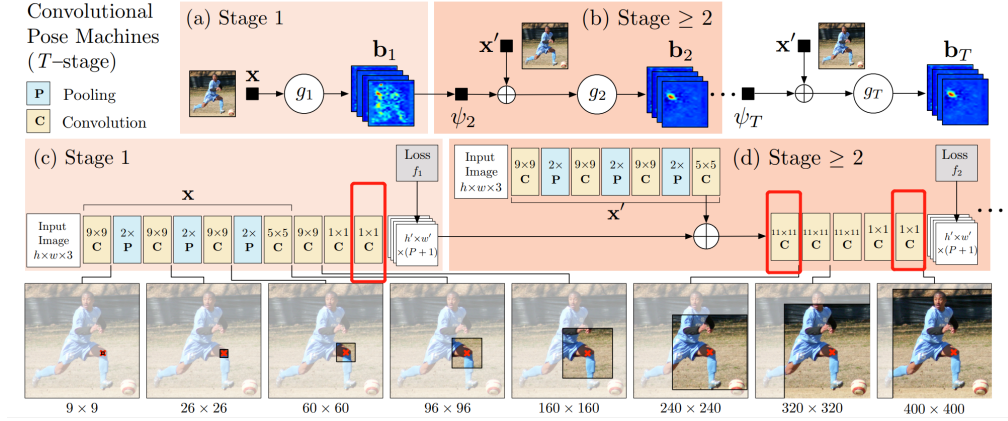 Convolutional
Pose Machines
(T–stage)
P Pooling
C Convolution
(a) Stage 1
x
g₁
b₁
(b) Stage ≥ 2
x′
ψ₂
g₂
b₂
x′
ψ_T
g_T
b_T
(c) Stage 1
x
Input
Image
h×w×3
9×9
C
2×
P
9×9
C
2×
P
9×9
C
2×
P
5×5
C
9×9
C
1×1
C
1×1
C
Loss
f₁
h′×w′
×(P + 1)
(d) Stage ≥ 2
Input
Image
h×w×3
9×9
C
2×
P
9×9
C
2×
P
9×9
C
2×
P
5×5
C
x′
11×11
C
11×11
C
11×11
C
1×1
C
1×1
C
Loss
f₂
h′×w′
×(P + 1)
9 × 9
26 × 26
60 × 60
96 × 96
160 × 160
240 × 240
320 × 320
400 × 400